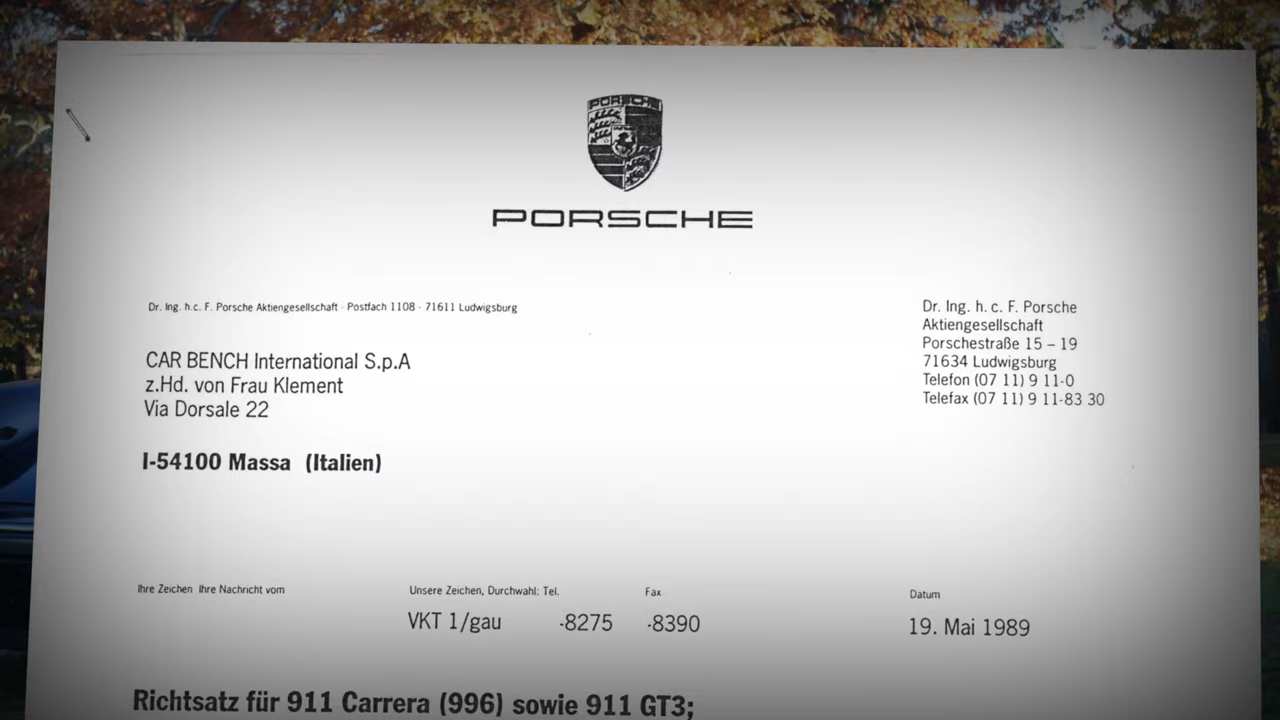 PORSCHE
PORSCHE
Dr. Ing. h.c. F. Porsche Aktiengesellschaft · Postfach 1108 · 71611 Ludwigsburg
Dr. Ing. h. c. F. Porsche
Aktiengesellschaft
Porschestraße 15 – 19
71634 Ludwigsburg
Telefon (07 11) 9 11-0
Telefax (07 11) 9 11-83 30
CAR BENCH International S.p.A
z.Hd. von Frau Klement
Via Dorsale 22
I-54100 Massa (Italien)
Ihre Zeichen Ihre Nachricht vom
Unsere Zeichen, Durchwahl: Tel. Fax
Datum
VKT 1/gau -8275 -8390
19. Mai 1989
Richtsatz für 911 Carrera (996) sowie 911 GT3;